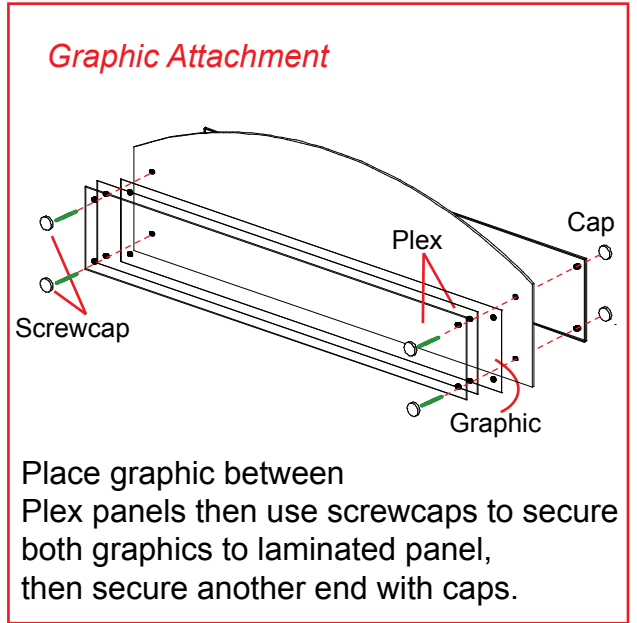 Graphic Attachment
Cap
Plex
Screwcap
Graphic
Place graphic between
Plex panels then use screwcaps to secure
both graphics to laminated panel,
then secure another end with caps.